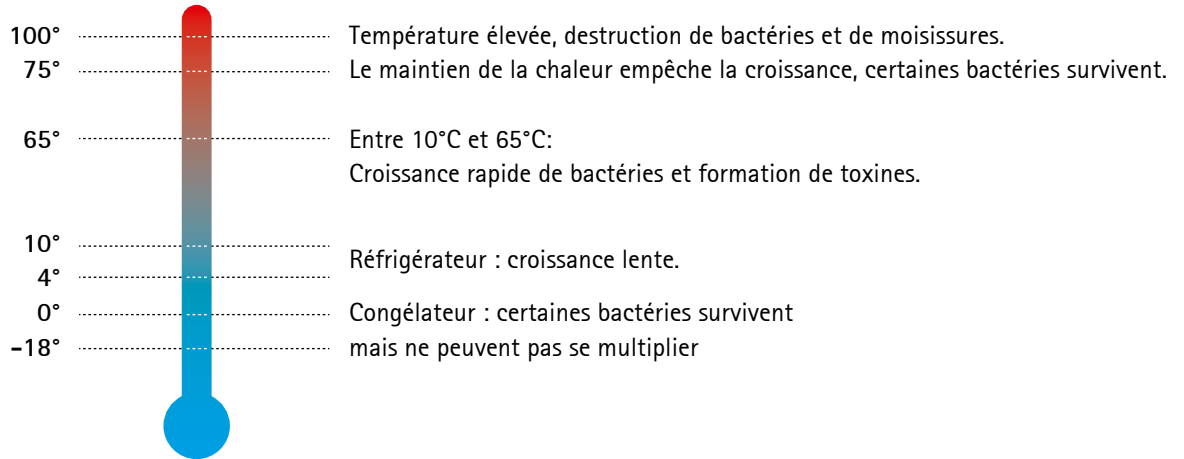 100° Température élevée, destruction de bactéries et de moisissures.
75° Le maintien de la chaleur empêche la croissance, certaines bactéries survivent.
65° Entre 10°C et 65°C:
Croissance rapide de bactéries et formation de toxines.
10°
Réfrigérateur : croissance lente.
4°
0° Congélateur : certaines bactéries survivent
-18° mais ne peuvent pas se multiplier